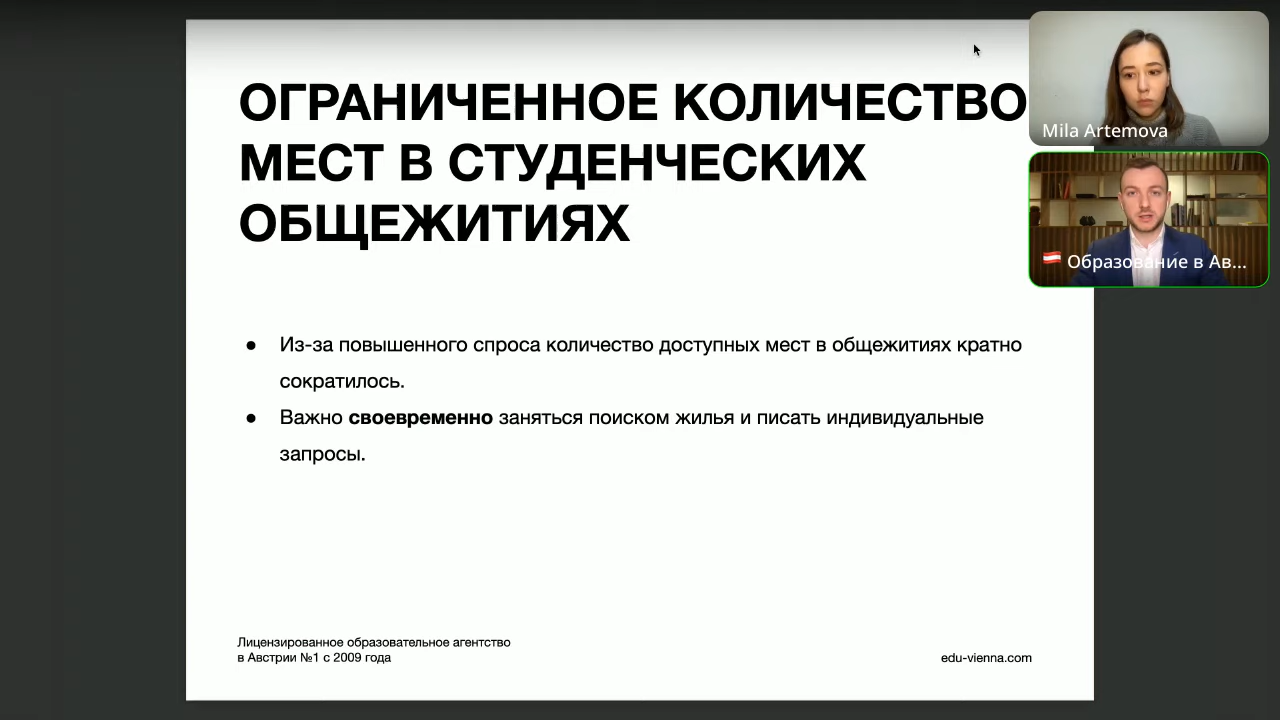 ОГРАНИЧЕННОЕ КОЛИЧЕСТВО
МЕСТ В СТУДЕНЧЕСКИХ
ОБЩЕЖИТИЯХ
● Из-за повышенного спроса количество доступных мест в общежитиях кратно
сократилось.
● Важно своевременно заняться поиском жилья и писать индивидуальные
запросы.
Лицензированное образовательное агентство
в Австрии №1 с 2009 года
edu-vienna.com
Mila Artemova
Образование в Ав...